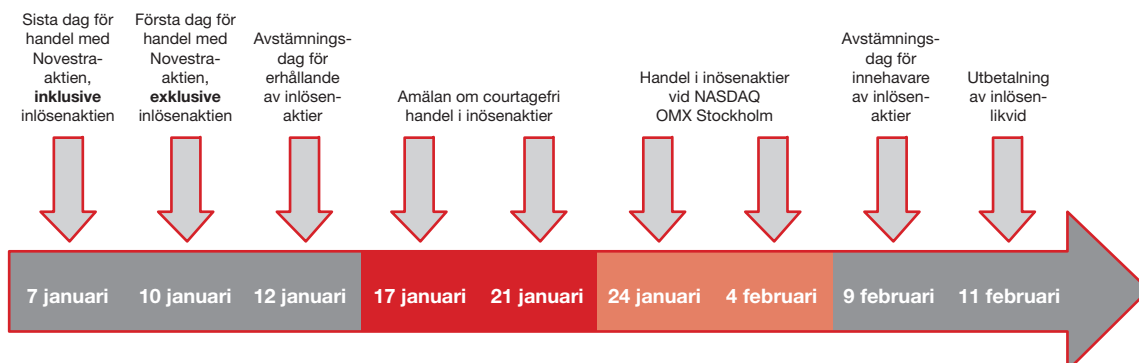 Sista dag för
handel med
Novestra-
aktien,
inklusive
inlösenaktien
Första dag för
handel med
Novestra-
aktien,
exklusive
inlösenaktien
Avstämnings-
dag för
erhållande
av inlösen-
aktier
Amälan om courtagefri
handel i inösenaktier
Handel i inösenaktier
vid NASDAQ
OMX Stockholm
Avstämnings-
dag för
innehavare
av inlösen-
aktier
Utbetalning
av inlösen-
likvid
7 januari
10 januari
12 januari
17 januari
21 januari
24 januari
4 februari
9 februari
11 februari